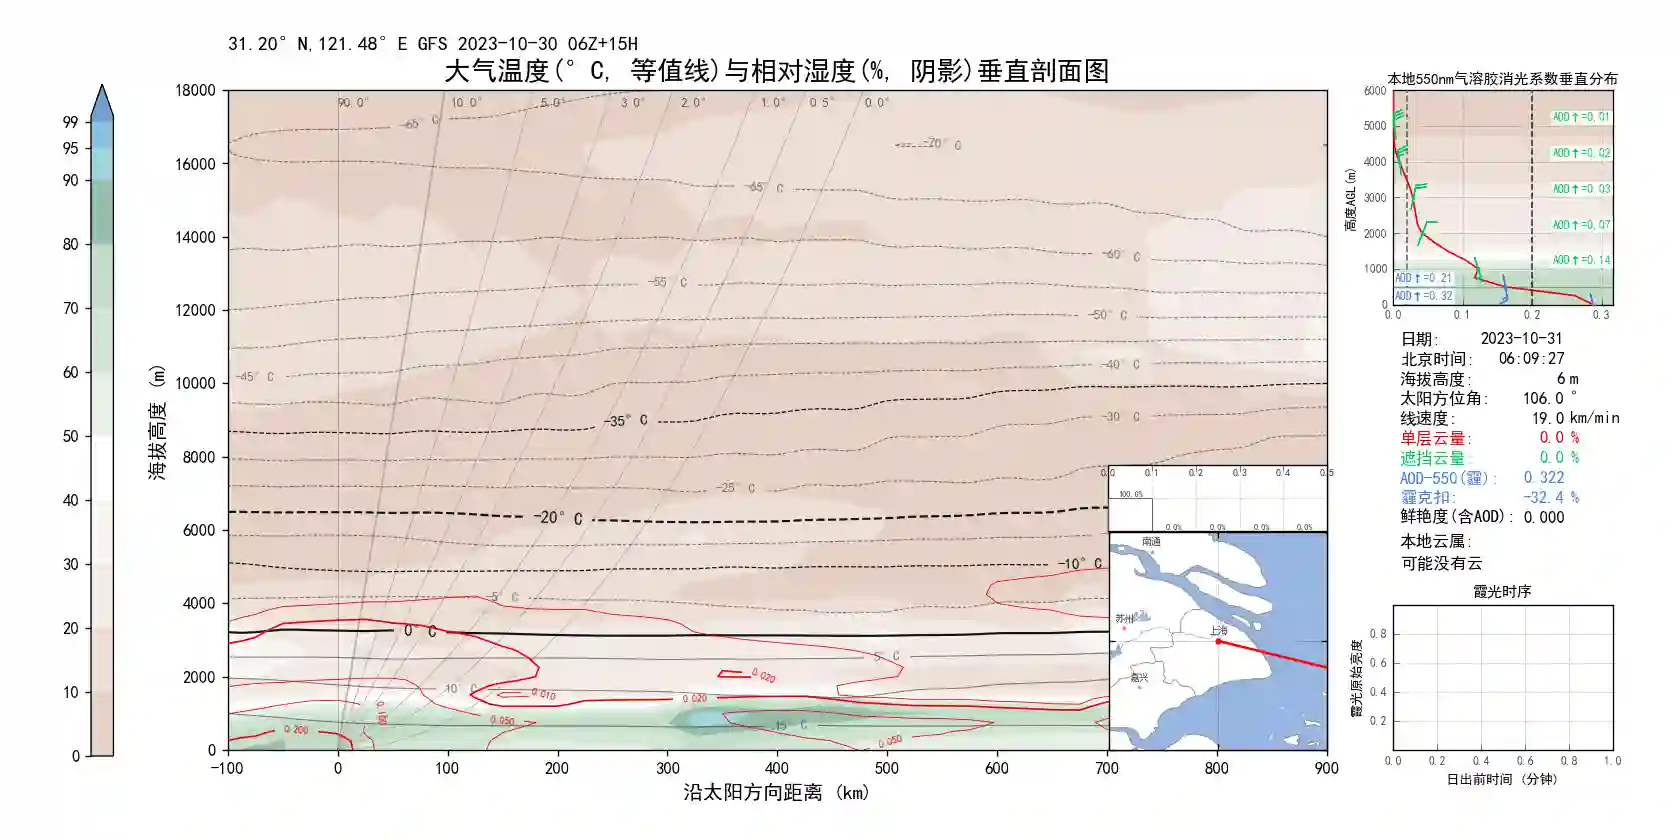 31.20° N,121.48° E GFS 2023-10-30 06Z+15H
大气温度(° C, 等值线)与相对湿度(%, 阴影)垂直剖面图
99
95
90
80
70
60
50
40
30
20
10
0
海拔高度 (m)
18000
16000
14000
12000
10000
8000
6000
4000
2000
0
90.0° 10.0° 5.0° 3.0° 2.0° 1.0° 0.5° 0.0°
-65° C
-70° C
-65° C
-60° C
-55° C
-50° C
-45° C
-40° C
-35° C
-30° C
-25° C
-20° C
-10° C
-5° C
0° C
5° C
10° C
15° C
0.020
0.010
0.020
0.050
0.100
0.200
0.050
-100 0 100 200 300 400 500 600 700 800 900
沿太阳方向距离 (km)
0.0 0.1 0.2 0.3 0.4 0.5
100.0%
0.0% 0.0% 0.0% 0.0%
南通
苏州
上海
嘉兴
本地550nm气溶胶消光系数垂直分布
高度AGL(m)
6000
5000
4000
3000
2000
1000
0
AOD↑=0.01
AOD↑=0.02
AOD↑=0.03
AOD↑=0.07
AOD↑=0.14
AOD↑=0.21
AOD↑=0.32
0.0 0.1 0.2 0.3
日期: 2023-10-31
北京时间: 06:09:27
海拔高度: 6 m
太阳方位角: 106.0 °
线速度: 19.0 km/min
单层云量: 0.0 %
遮挡云量: 0.0 %
AOD-550(霾): 0.322
霾克扣: -32.4 %
鲜艳度(含AOD): 0.000
本地云属:
可能没有云
霞光时序
霞光原始亮度
0.8
0.6
0.4
0.2
0.0 0.2 0.4 0.6 0.8 1.0
日出前时间 (分钟)